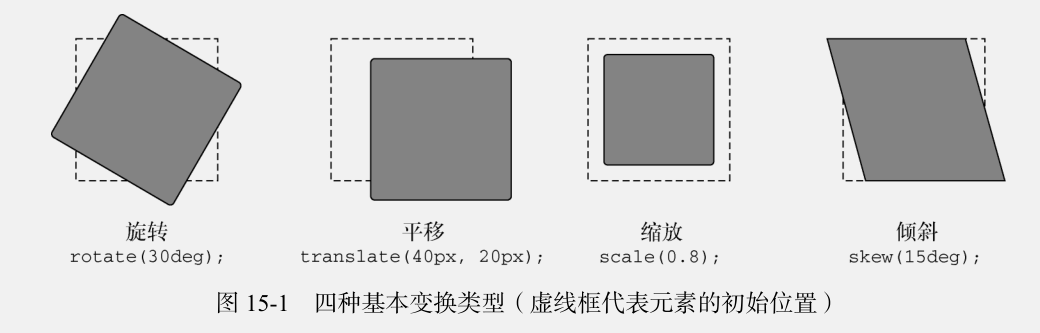 旋转 平移 缩放 倾斜
rotate(30deg); translate(40px, 20px); scale(0.8); skew(15deg);
图 15-1 四种基本变换类型（虚线框代表元素的初始位置）